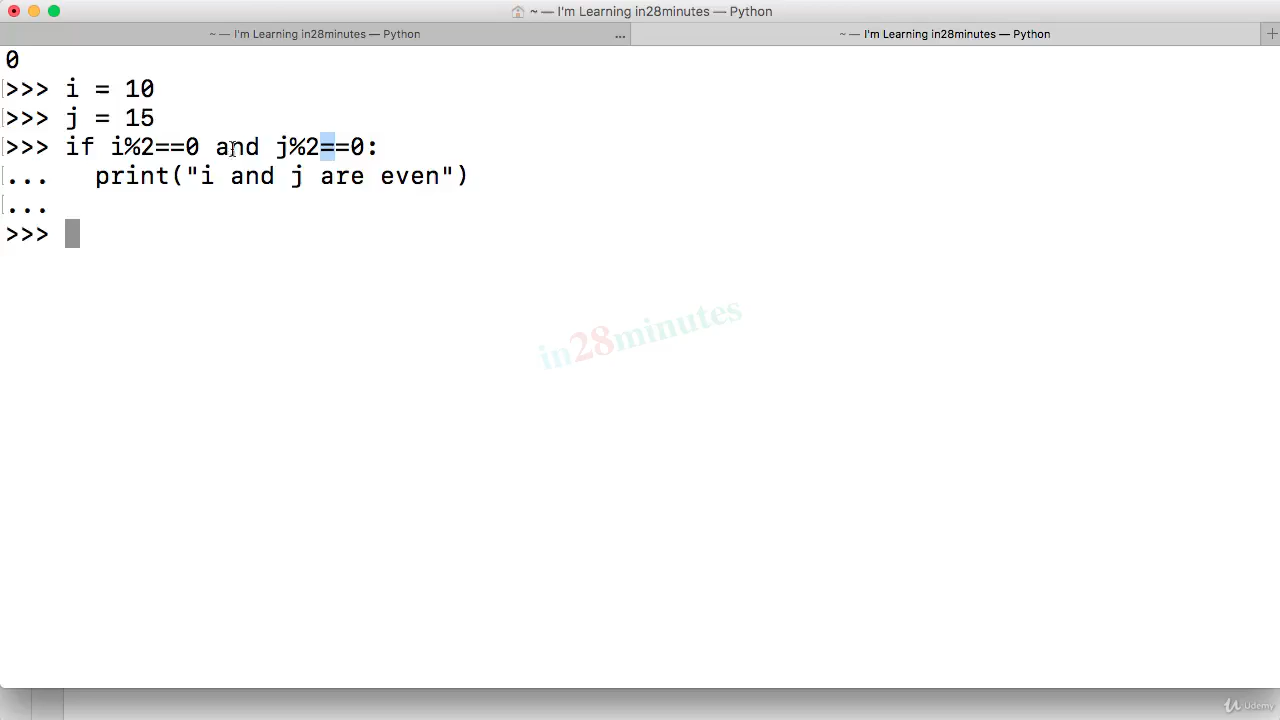 ~ — I'm Learning in28minutes — Python
~ — I'm Learning in28minutes — Python ... ~ — I'm Learning in28minutes — Python +
0
>>> i = 10
>>> j = 15
>>> if i%2==0 and j%2==0:
...   print("i and j are even")
...
>>>
in28minutes
Udemy